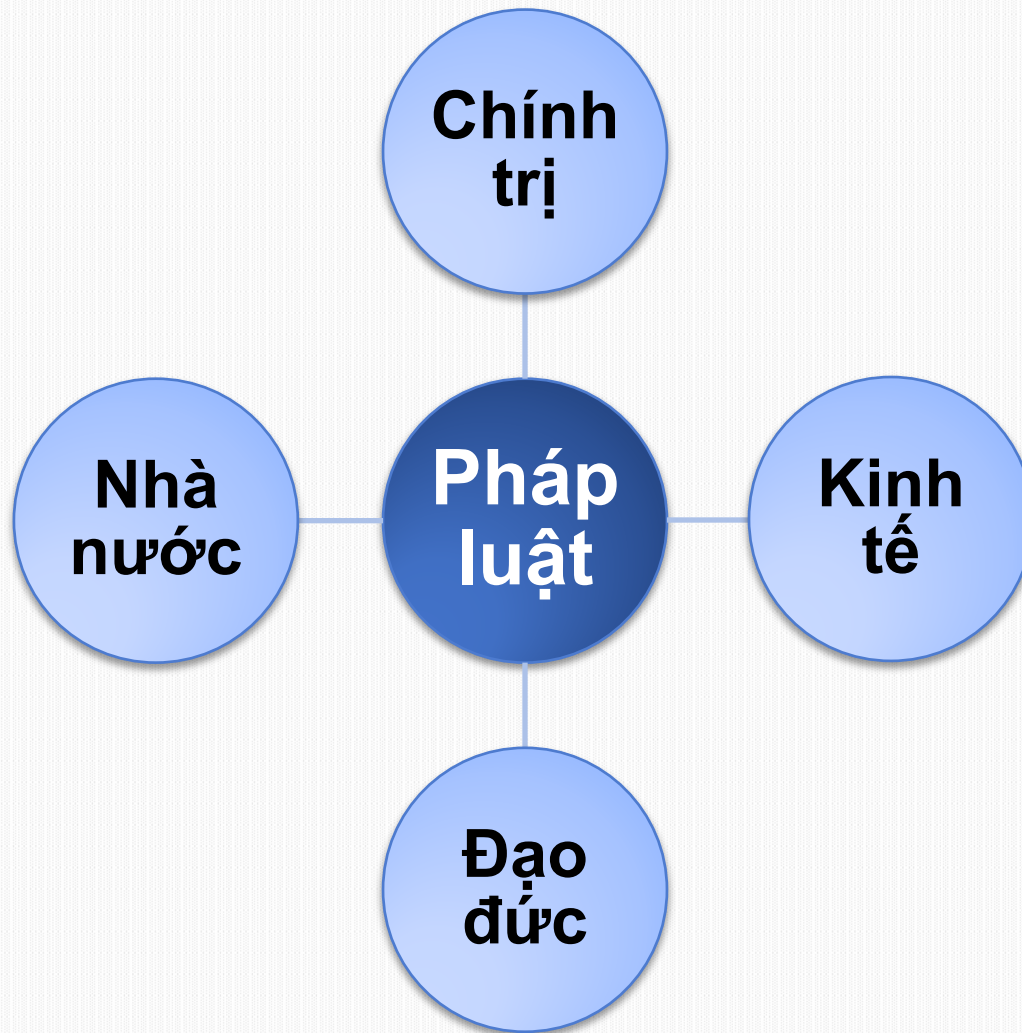 Chính
trị
Nhà
nước
Pháp
luật
Kinh
tế
Đạo
đức